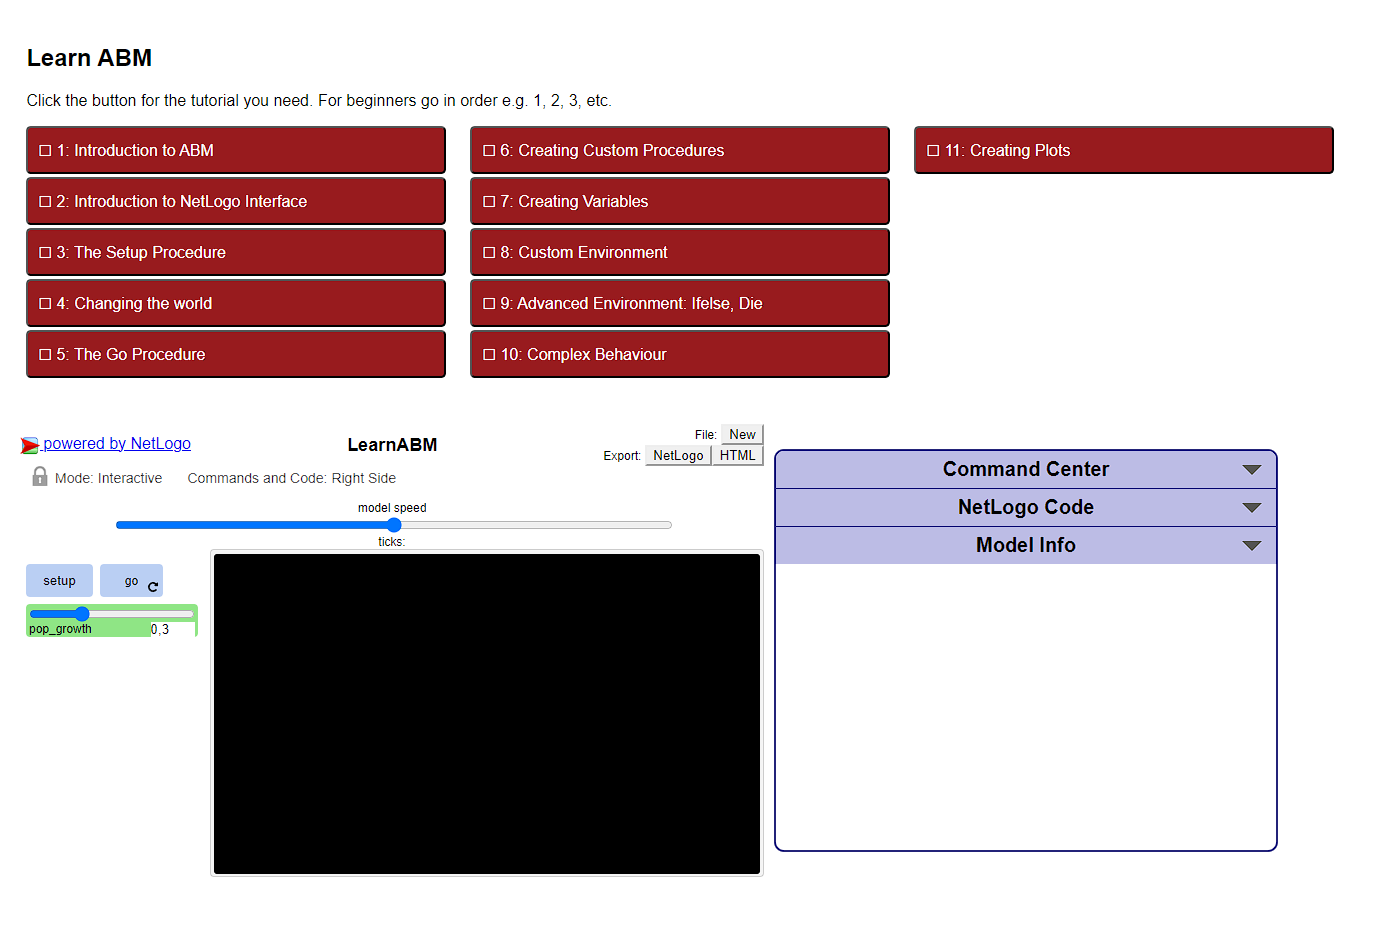 Learn ABM
Click the button for the tutorial you need. For beginners go in order e.g. 1, 2, 3, etc.
1: Introduction to ABM
2: Introduction to NetLogo Interface
3: The Setup Procedure
4: Changing the world
5: The Go Procedure
6: Creating Custom Procedures
7: Creating Variables
8: Custom Environment
9: Advanced Environment: Ifelse, Die
10: Complex Behaviour
11: Creating Plots
powered by NetLogo
LearnABM
File: New
Export: NetLogo HTML
Mode: Interactive Commands and Code: Right Side
model speed
ticks:
setup go
pop_growth 0,3
Command Center
NetLogo Code
Model Info